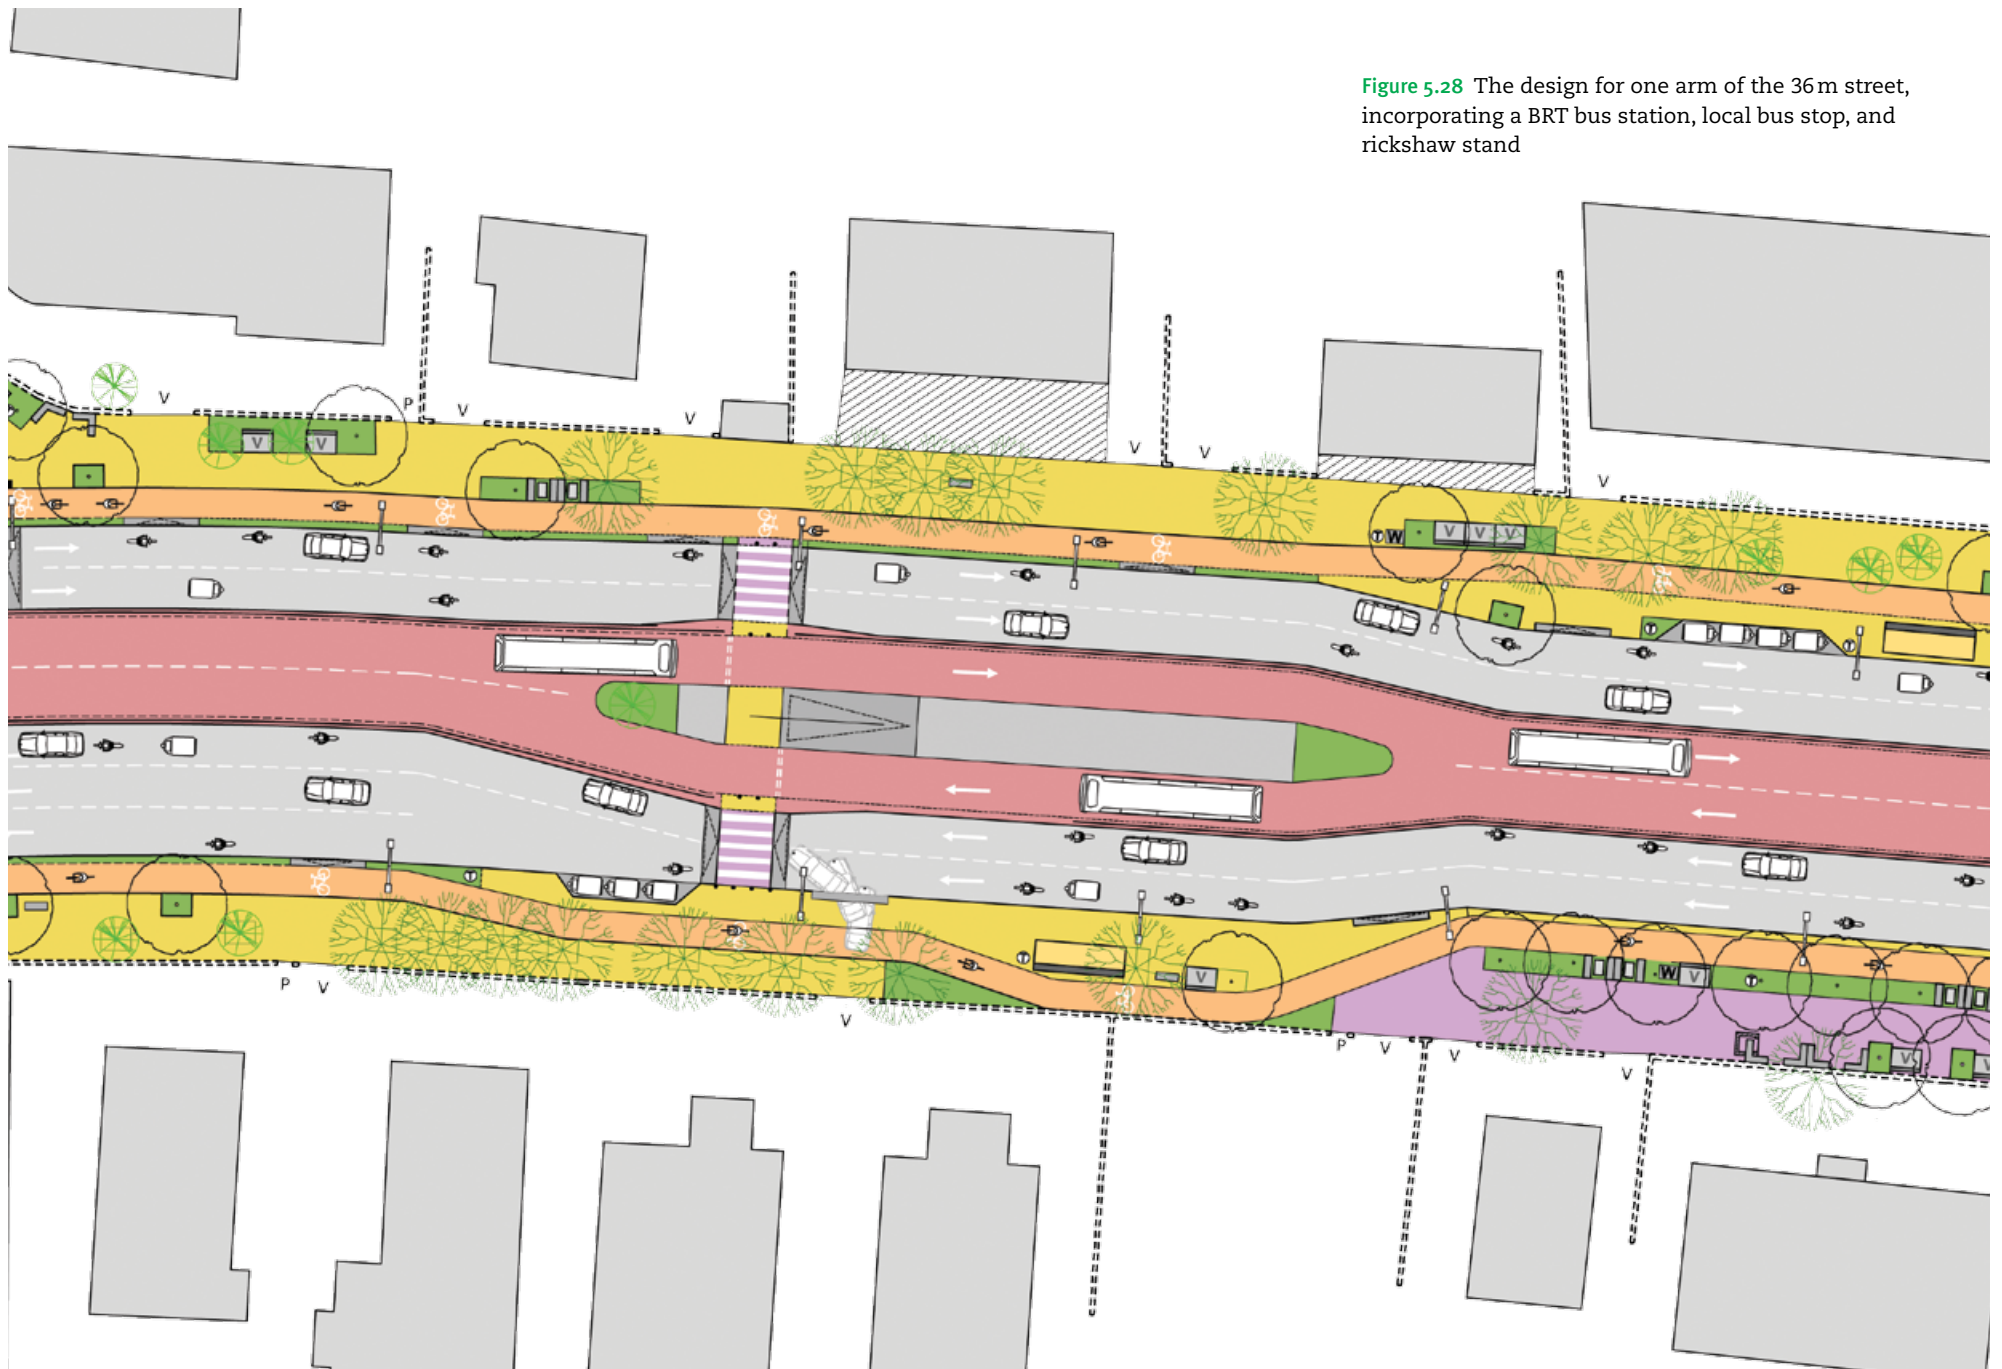 Figure 5.28 The design for one arm of the 36 m street,
incorporating a BRT bus station, local bus stop, and
rickshaw stand
V
P
V
V
V
V
V
V
V
T
W
V
V
V
T
T
T
T
V
W
V
T
P
V
V
P
V
V
V
V
V